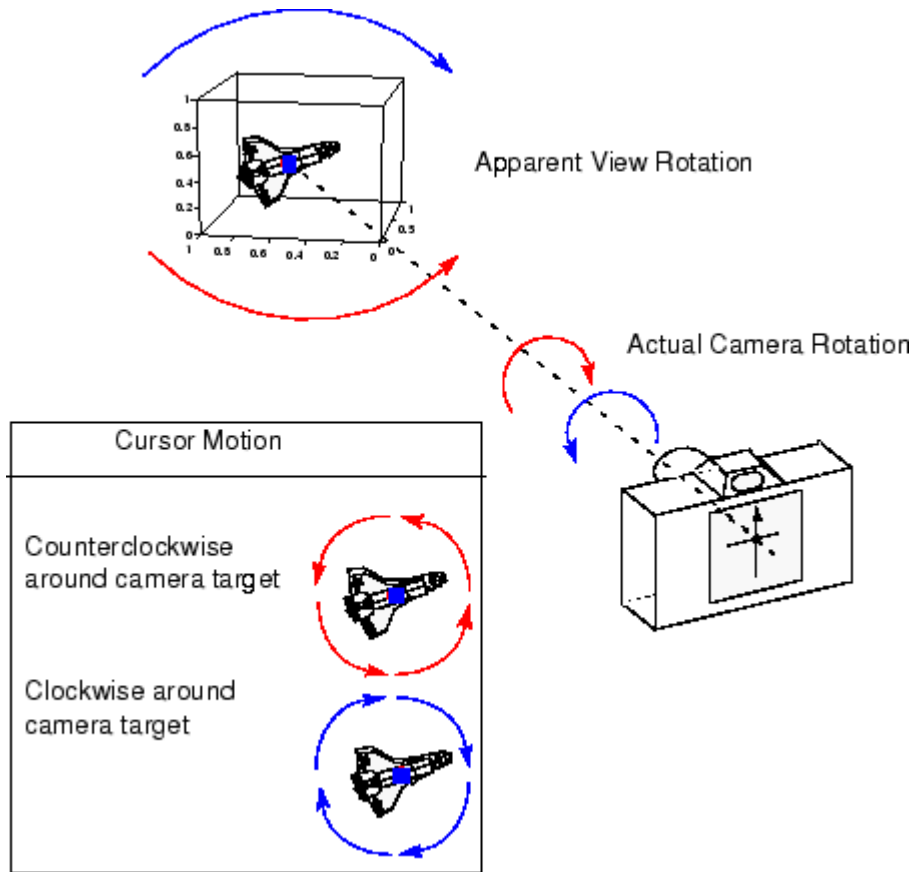 1
0.8
0.6
0.4
0.2
0
1 0.8 0.6 0.4 0.2 0
0
0.5
1
Apparent View Rotation
Actual Camera Rotation
Cursor Motion
Counterclockwise
around camera target
Clockwise around
camera target